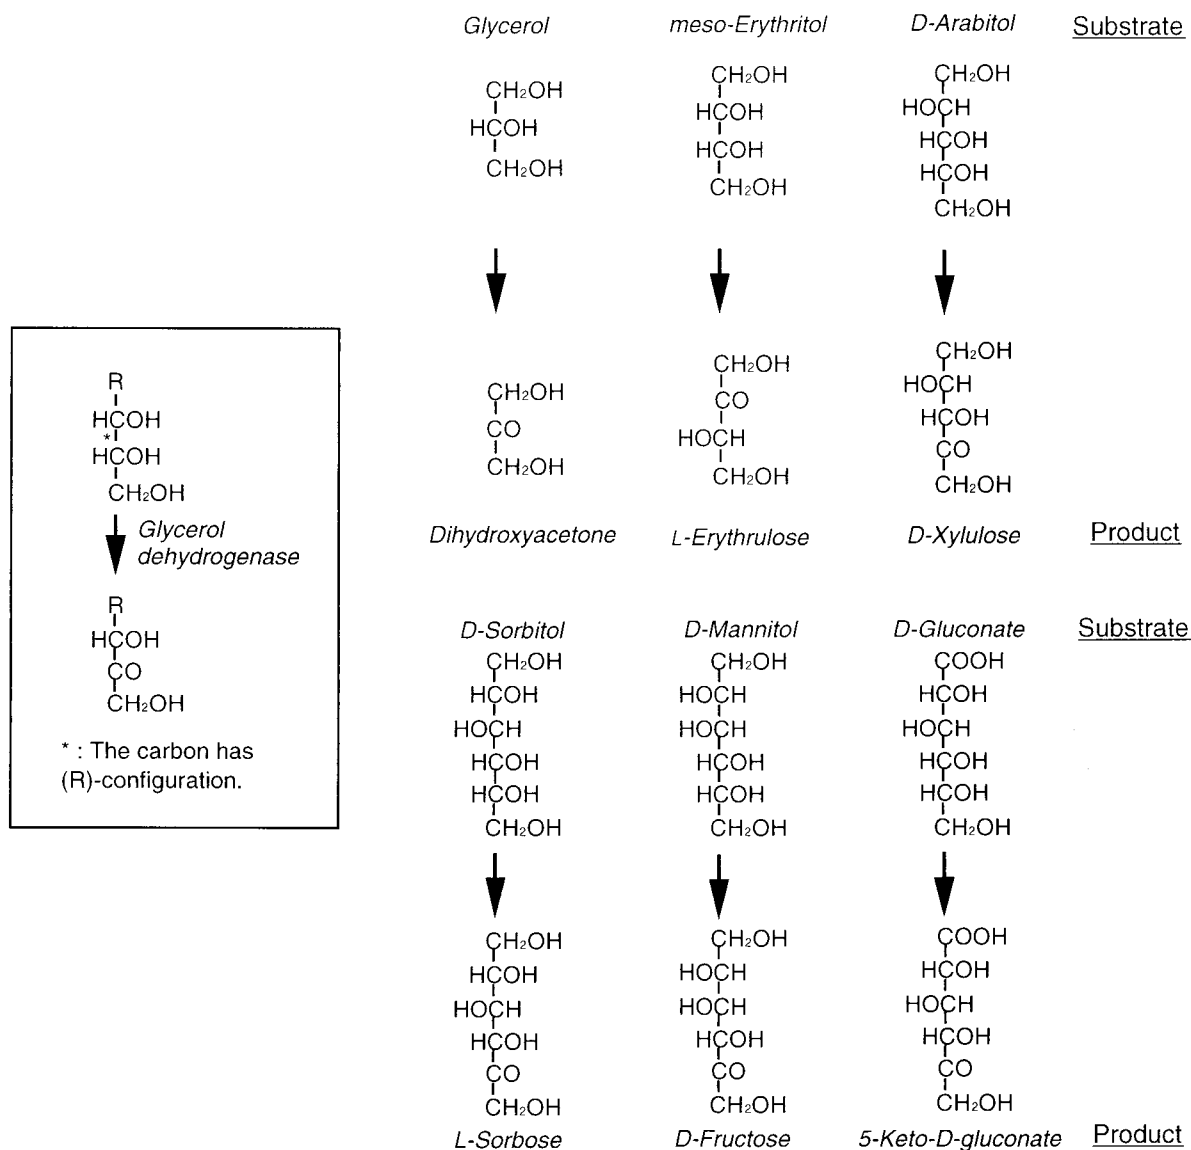 Glycerol meso-Erythritol D-Arabitol Substrate
CH₂OH CH₂OH CH₂OH
HCOH HCOH HOCH
CH₂OH HCOH HCOH
CH₂OH HCOH
CH₂OH
CH₂OH CH₂OH CH₂OH
CO CO HOCH
CH₂OH HOCH HCOH
CH₂OH CO
CH₂OH
Dihydroxyacetone L-Erythrulose D-Xylulose Product
R
HCOH
*
HCOH
CH₂OH
Glycerol
dehydrogenase
R
HCOH
CO
CH₂OH
* : The carbon has
(R)-configuration.
D-Sorbitol D-Mannitol D-Gluconate Substrate
CH₂OH CH₂OH COOH
HCOH HOCH HCOH
HOCH HOCH HOCH
HCOH HCOH HCOH
HCOH HCOH HCOH
CH₂OH CH₂OH CH₂OH
CH₂OH CH₂OH COOH
HCOH HOCH HCOH
HOCH HOCH HOCH
HCOH HCOH HCOH
CO CO CO
CH₂OH CH₂OH CH₂OH
L-Sorbose D-Fructose 5-Keto-D-gluconate Product